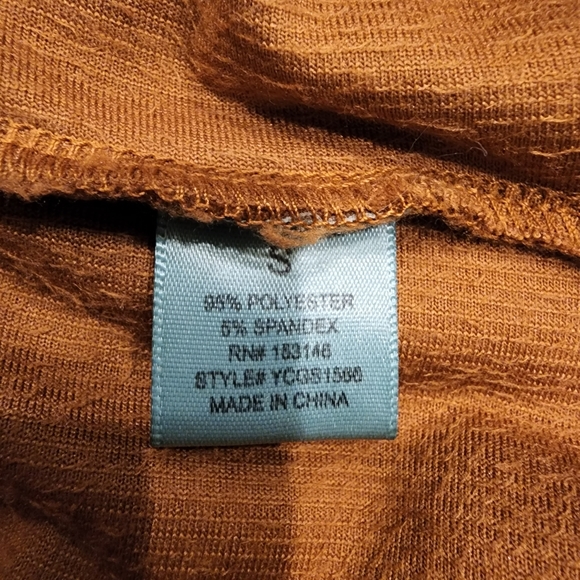 S
95% POLYESTER
5% SPANDEX
RN# 153146
STYLE# YCGS1566
MADE IN CHINA